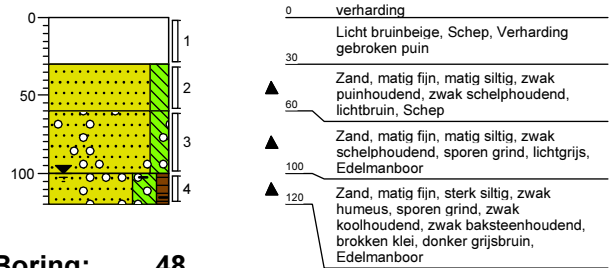 0
50
100
1
2
3
4
0
verharding
Licht bruinbeige, Schep, Verharding
gebroken puin
30
Zand, matig fijn, matig siltig, zwak
puinhoudend, zwak schelphoudend,
lichtbruin, Schep
60
Zand, matig fijn, matig siltig, zwak
schelphoudend, sporen grind, lichtgrijs,
Edelmanboor
100
Zand, matig fijn, sterk siltig, zwak
humeus, sporen grind, zwak
koolhoudend, zwak baksteenhoudend,
brokken klei, donker grijsbruin,
Edelmanboor
120
Boring: 48